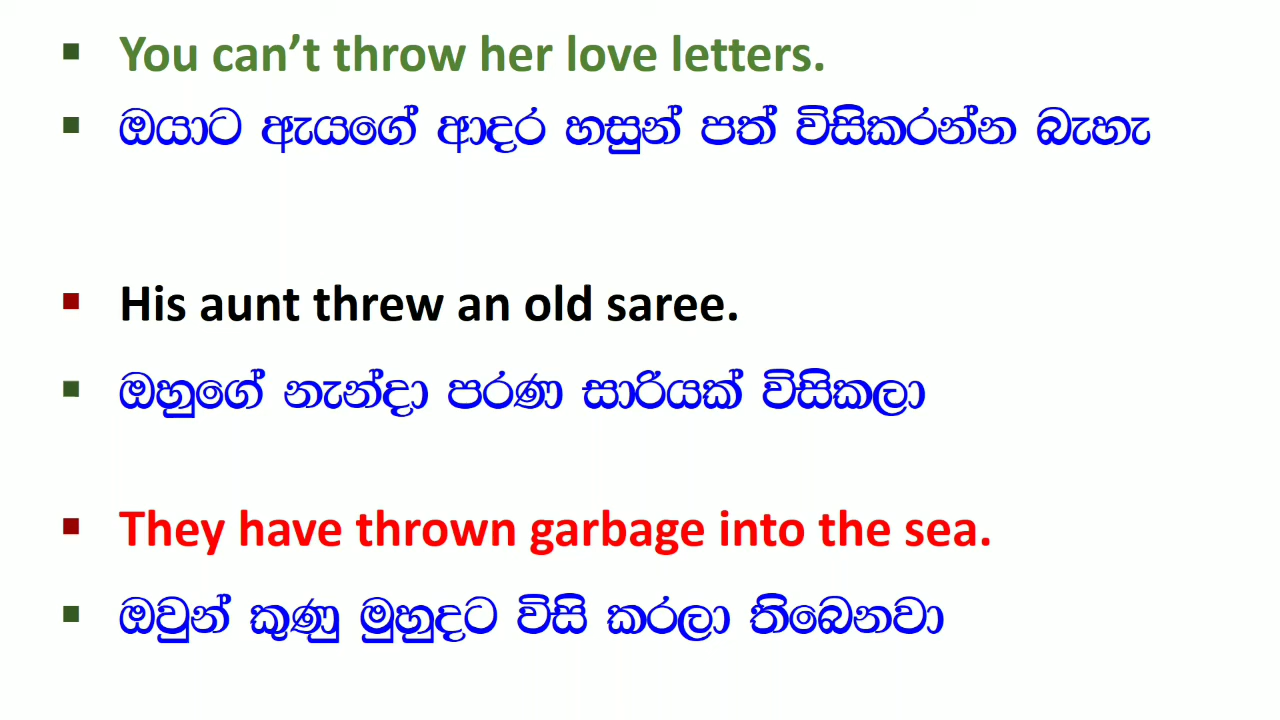 You can’t throw her love letters.
ඔයාට ඇයගේ ආදර හසුන් පත් විසිකරන්න බැහැ
His aunt threw an old saree.
ඔහුගේ නැන්දා පරණ සාරියක් විසිකලා
They have thrown garbage into the sea.
ඔවුන් කුණු මුහුදට විසි කරලා තිබෙනවා